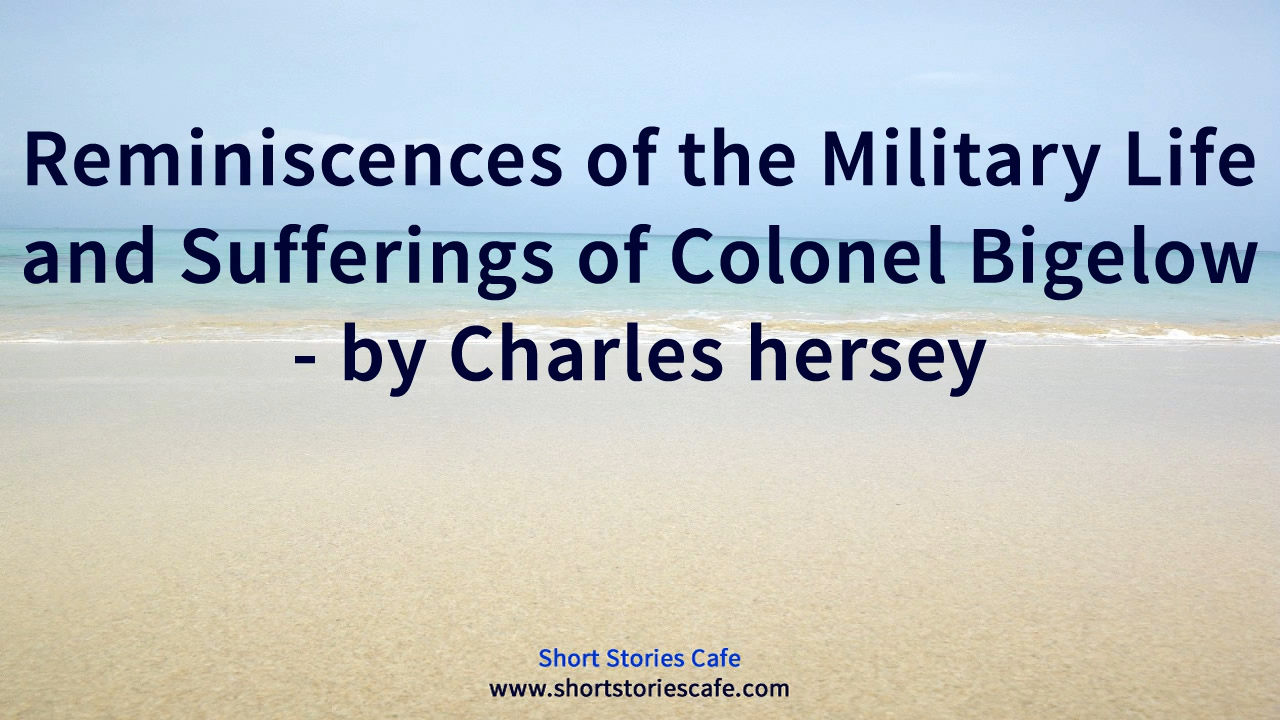 Reminiscences of the Military Life
and Sufferings of Colonel Bigelow
- by Charles hersey
Short Stories Cafe
www.shortstoriescafe.com